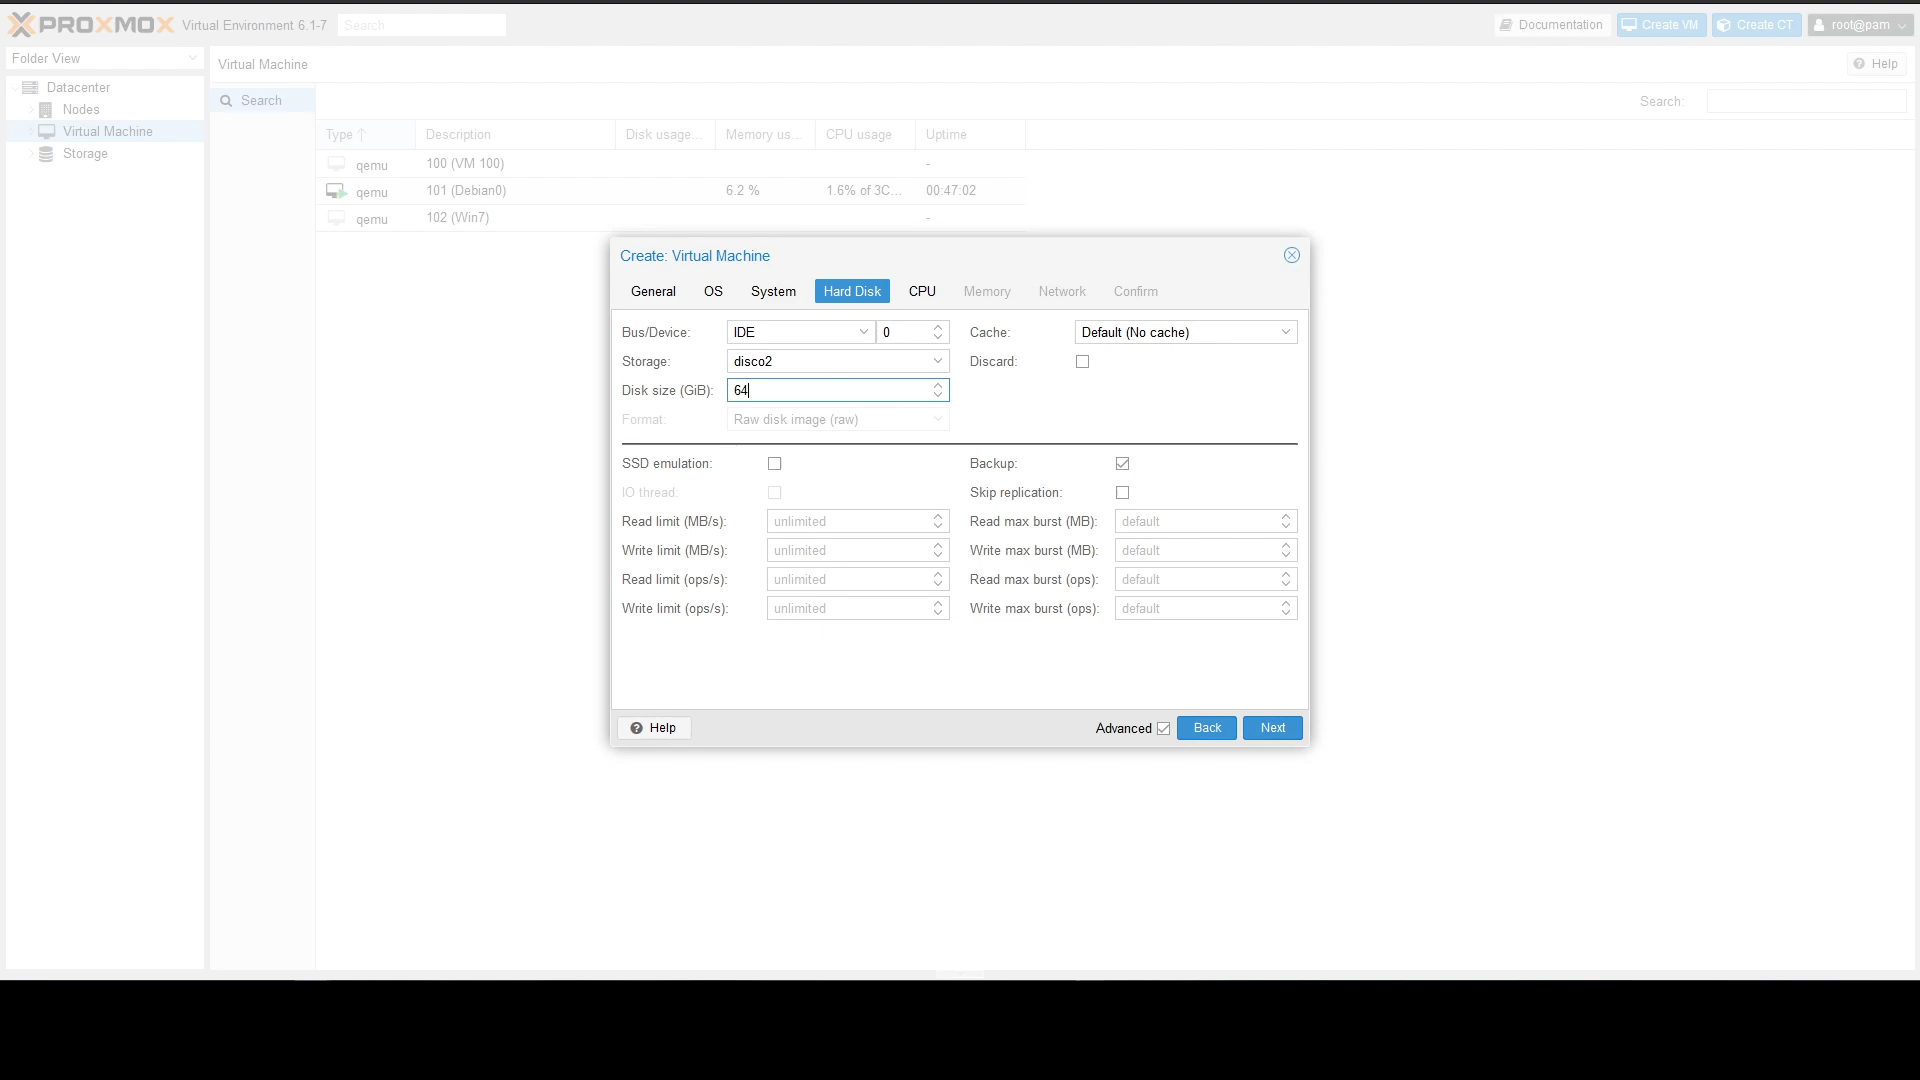 PROXMOX Virtual Environment 6.1-7 Search Documentation Create VM Create CT root@pam
Folder View
Virtual Machine Help
Datacenter
Nodes
Virtual Machine
Storage
Search Search:
Type Description Disk usage... Memory us... CPU usage Uptime
qemu 100 (VM 100) -
qemu 101 (Debian0) 6.2 % 1.6% of 3C... 00:47:02
qemu 102 (Win7) -
Create: Virtual Machine
General OS System Hard Disk CPU Memory Network Confirm
Bus/Device: IDE 0 Cache: Default (No cache)
Storage: disco2 Discard:
Disk size (GiB): 64
Format: Raw disk image (raw)
SSD emulation: Backup:
IO thread: Skip replication:
Read limit (MB/s): unlimited Read max burst (MB): default
Write limit (MB/s): unlimited Write max burst (MB): default
Read limit (ops/s): unlimited Read max burst (ops): default
Write limit (ops/s): unlimited Write max burst (ops): default
Help Advanced Back Next